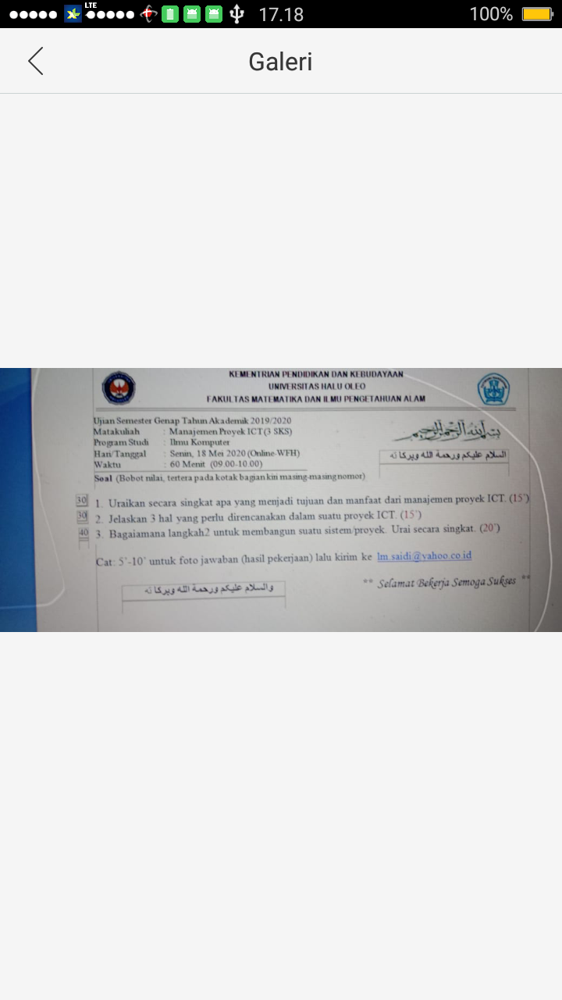 LTE
17.18
100%
Galeri
KEMENTRIAN PENDIDIKAN DAN KEBUDAYAAN
UNIVERSITAS HALU OLEO
FAKULTAS MATEMATIKA DAN ILMU PENGETAHUAN ALAM
Ujian Semester Genap Tahun Akademik 2019/2020
Matakuliah : Manajemen Proyek ICT (3 SKS)
Program Studi : Ilmu Komputer
Hari/Tanggal : Senin, 18 Mei 2020 (Online-WFH)
Waktu : 60 Menit (09.00-10.00)
السلام عليكم ورحمة الله وبركا ته
Soal (Bobot nilai, tertera pada kotak bagian kiri masing-masing nomor)
30 1. Uraikan secara singkat apa yang menjadi tujuan dan manfaat dari manajemen proyek ICT. (15')
30 2. Jelaskan 3 hal yang perlu direncanakan dalam suatu proyek ICT. (15')
40 3. Bagaiamana langkah2 untuk membangun suatu sistem/proyek. Urai secara singkat. (20')
Cat: 5'-10' untuk foto jawaban (hasil pekerjaan) lalu kirim ke lm.saidi@yahoo.co.id
** Selamat Bekerja Semoga Sukses **
والسلام عليكم ورحمة الله وبركا ته